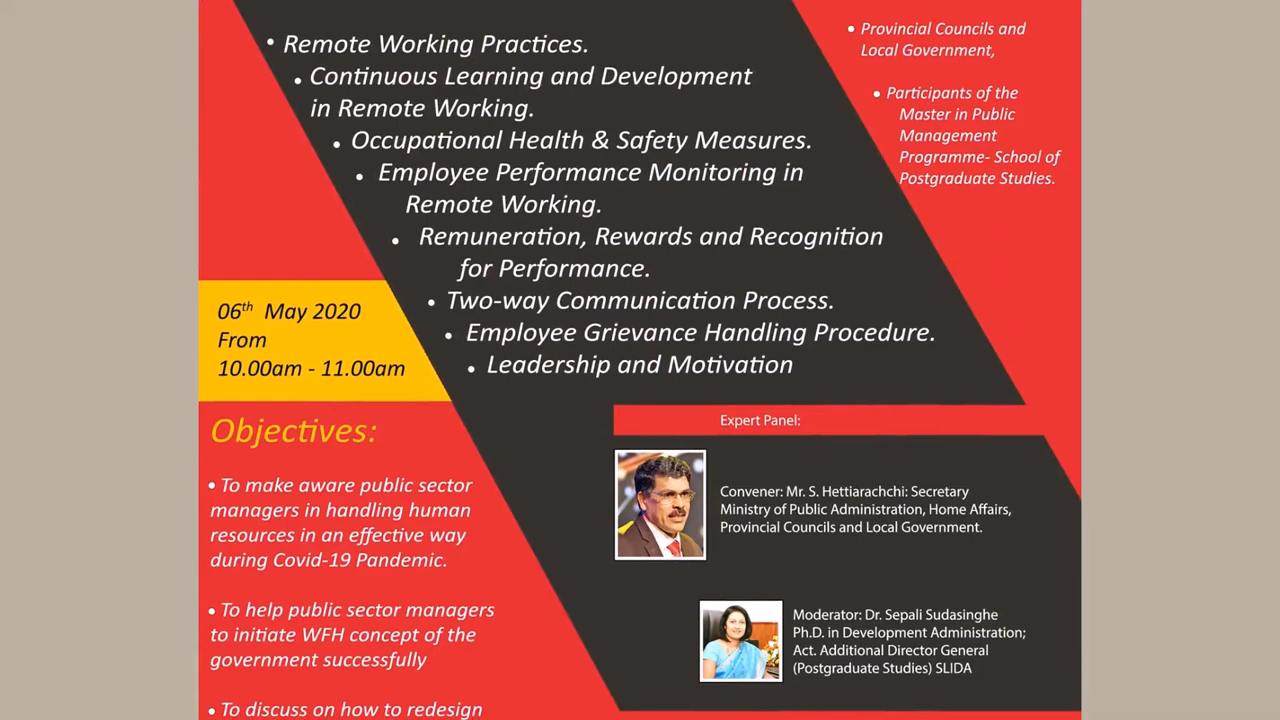 • Remote Working Practices.
• Continuous Learning and Development
in Remote Working.
• Occupational Health & Safety Measures.
• Employee Performance Monitoring in
Remote Working.
• Remuneration, Rewards and Recognition
for Performance.
• Two-way Communication Process.
• Employee Grievance Handling Procedure.
• Leadership and Motivation
• Provincial Councils and
Local Government,
• Participants of the
Master in Public
Management
Programme- School of
Postgraduate Studies.
06th May 2020
From
10.00am - 11.00am
Objectives:
• To make aware public sector
managers in handling human
resources in an effective way
during Covid-19 Pandemic.
• To help public sector managers
to initiate WFH concept of the
government successfully
• To discuss on how to redesign
Expert Panel:
Convener: Mr. S. Hettiarachchi: Secretary
Ministry of Public Administration, Home Affairs,
Provincial Councils and Local Government.
Moderator: Dr. Sepali Sudasinghe
Ph.D. in Development Administration;
Act. Additional Director General
(Postgraduate Studies) SLIDA